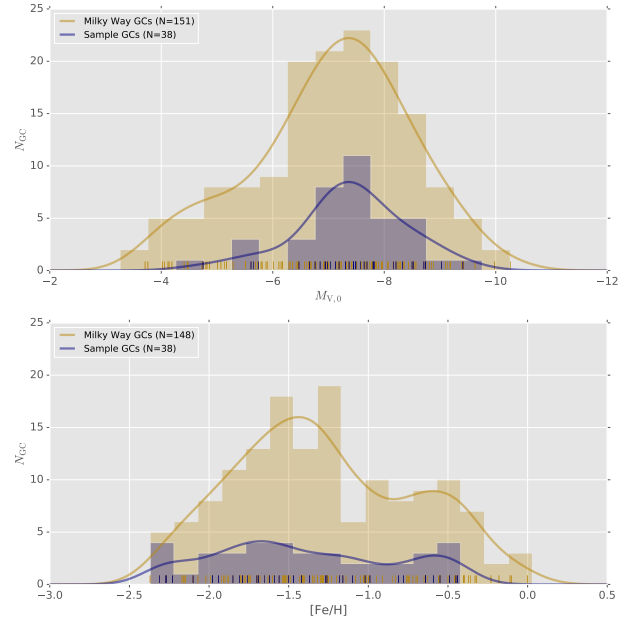 25
20
15
10
5
0
N_GC
Milky Way GCs (N=151)
Sample GCs (N=38)
−2 −4 −6 −8 −10 −12
M_V,0
25
20
15
10
5
0
N_GC
Milky Way GCs (N=148)
Sample GCs (N=38)
−3.0 −2.5 −2.0 −1.5 −1.0 −0.5 0.0 0.5
[Fe/H]